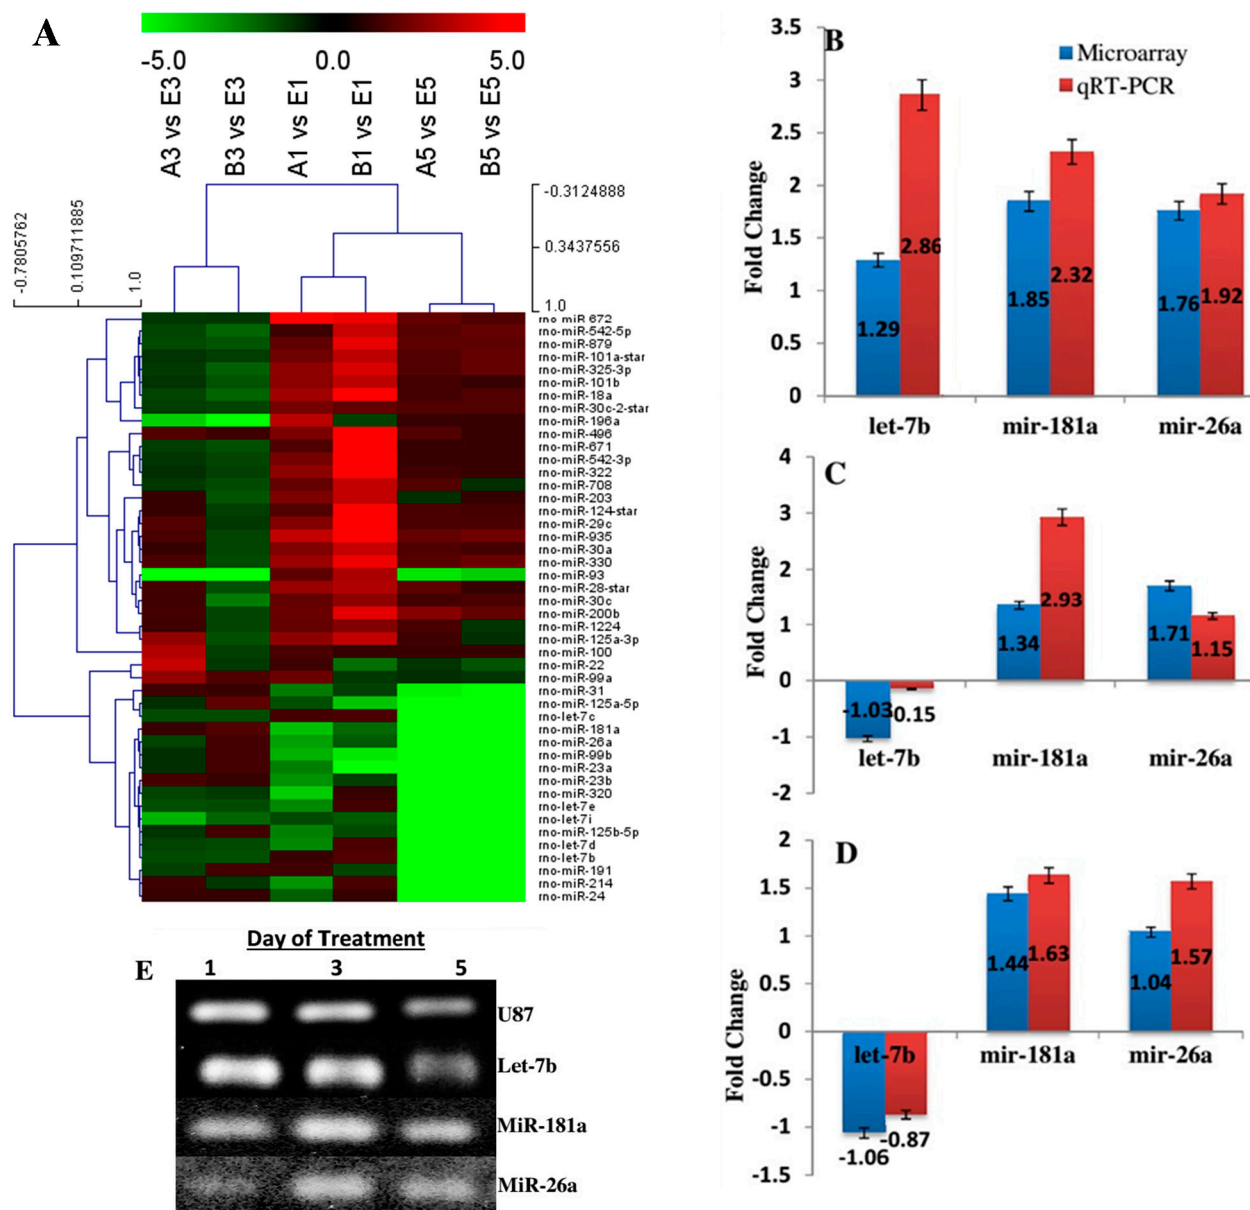 A
-5.0 0.0 5.0
A3 vs E3
B3 vs E3
A1 vs E1
B1 vs E1
A5 vs E5
B5 vs E5
-0.3124888
0.3437556
1.0
-0.7805762
0.109711885
1.0
rno-miR-672
rno-miR-542-5p
rno-miR-879
rno-miR-101a-star
rno-miR-325-3p
rno-miR-101b
rno-miR-18a
rno-miR-30c-2-star
rno-miR-196a
rno-miR-496
rno-miR-671
rno-miR-542-3p
rno-miR-322
rno-miR-708
rno-miR-203
rno-miR-124-star
rno-miR-29c
rno-miR-935
rno-miR-30a
rno-miR-330
rno-miR-93
rno-miR-28-star
rno-miR-30c
rno-miR-200b
rno-miR-1224
rno-miR-125a-3p
rno-miR-100
rno-miR-22
rno-miR-99a
rno-miR-31
rno-miR-125a-5p
rno-let-7c
rno-miR-181a
rno-miR-26a
rno-miR-99b
rno-miR-23a
rno-miR-23b
rno-miR-320
rno-let-7e
rno-let-7i
rno-miR-125b-5p
rno-let-7d
rno-let-7b
rno-miR-191
rno-miR-214
rno-miR-24
B
Microarray
qRT-PCR
Fold Change
3.5
3
2.5
2
1.5
1
0.5
0
1.29
2.86
1.85
2.32
1.76
1.92
let-7b mir-181a mir-26a
C
Fold Change
4
3
2
1
0
-1
-2
-1.03
-0.15
1.34
2.93
1.71
1.15
let-7b mir-181a mir-26a
D
Fold Change
2
1.5
1
0.5
0
-0.5
-1
-1.5
1.44
1.63
1.04
1.57
let-7b mir-181a mir-26a
-1.06
-0.87
Day of Treatment
E 1 3 5
U87
Let-7b
MiR-181a
MiR-26a